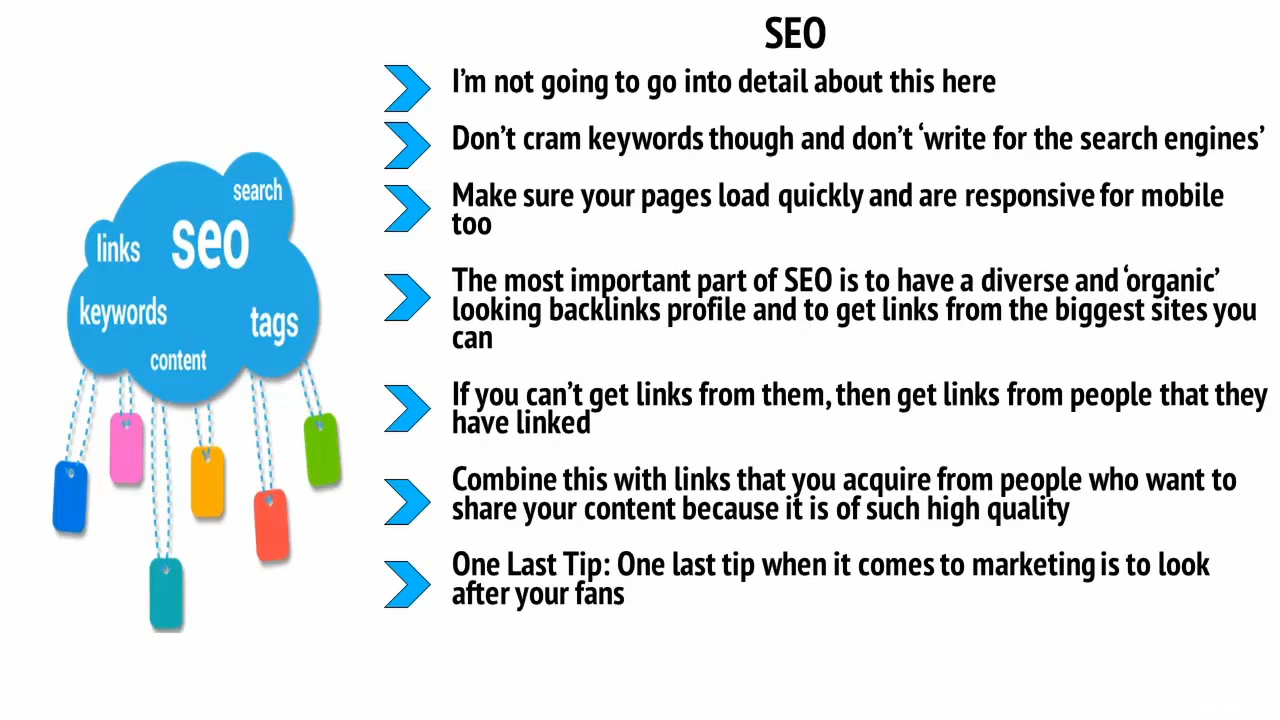 SEO
I'm not going to go into detail about this here
Don't cram keywords though and don't 'write for the search engines'
Make sure your pages load quickly and are responsive for mobile
too
The most important part of SEO is to have a diverse and 'organic'
looking backlinks profile and to get links from the biggest sites you
can
If you can't get links from them, then get links from people that they
have linked
Combine this with links that you acquire from people who want to
share your content because it is of such high quality
One Last Tip: One last tip when it comes to marketing is to look
after your fans
search
seo
links
keywords
tags
content